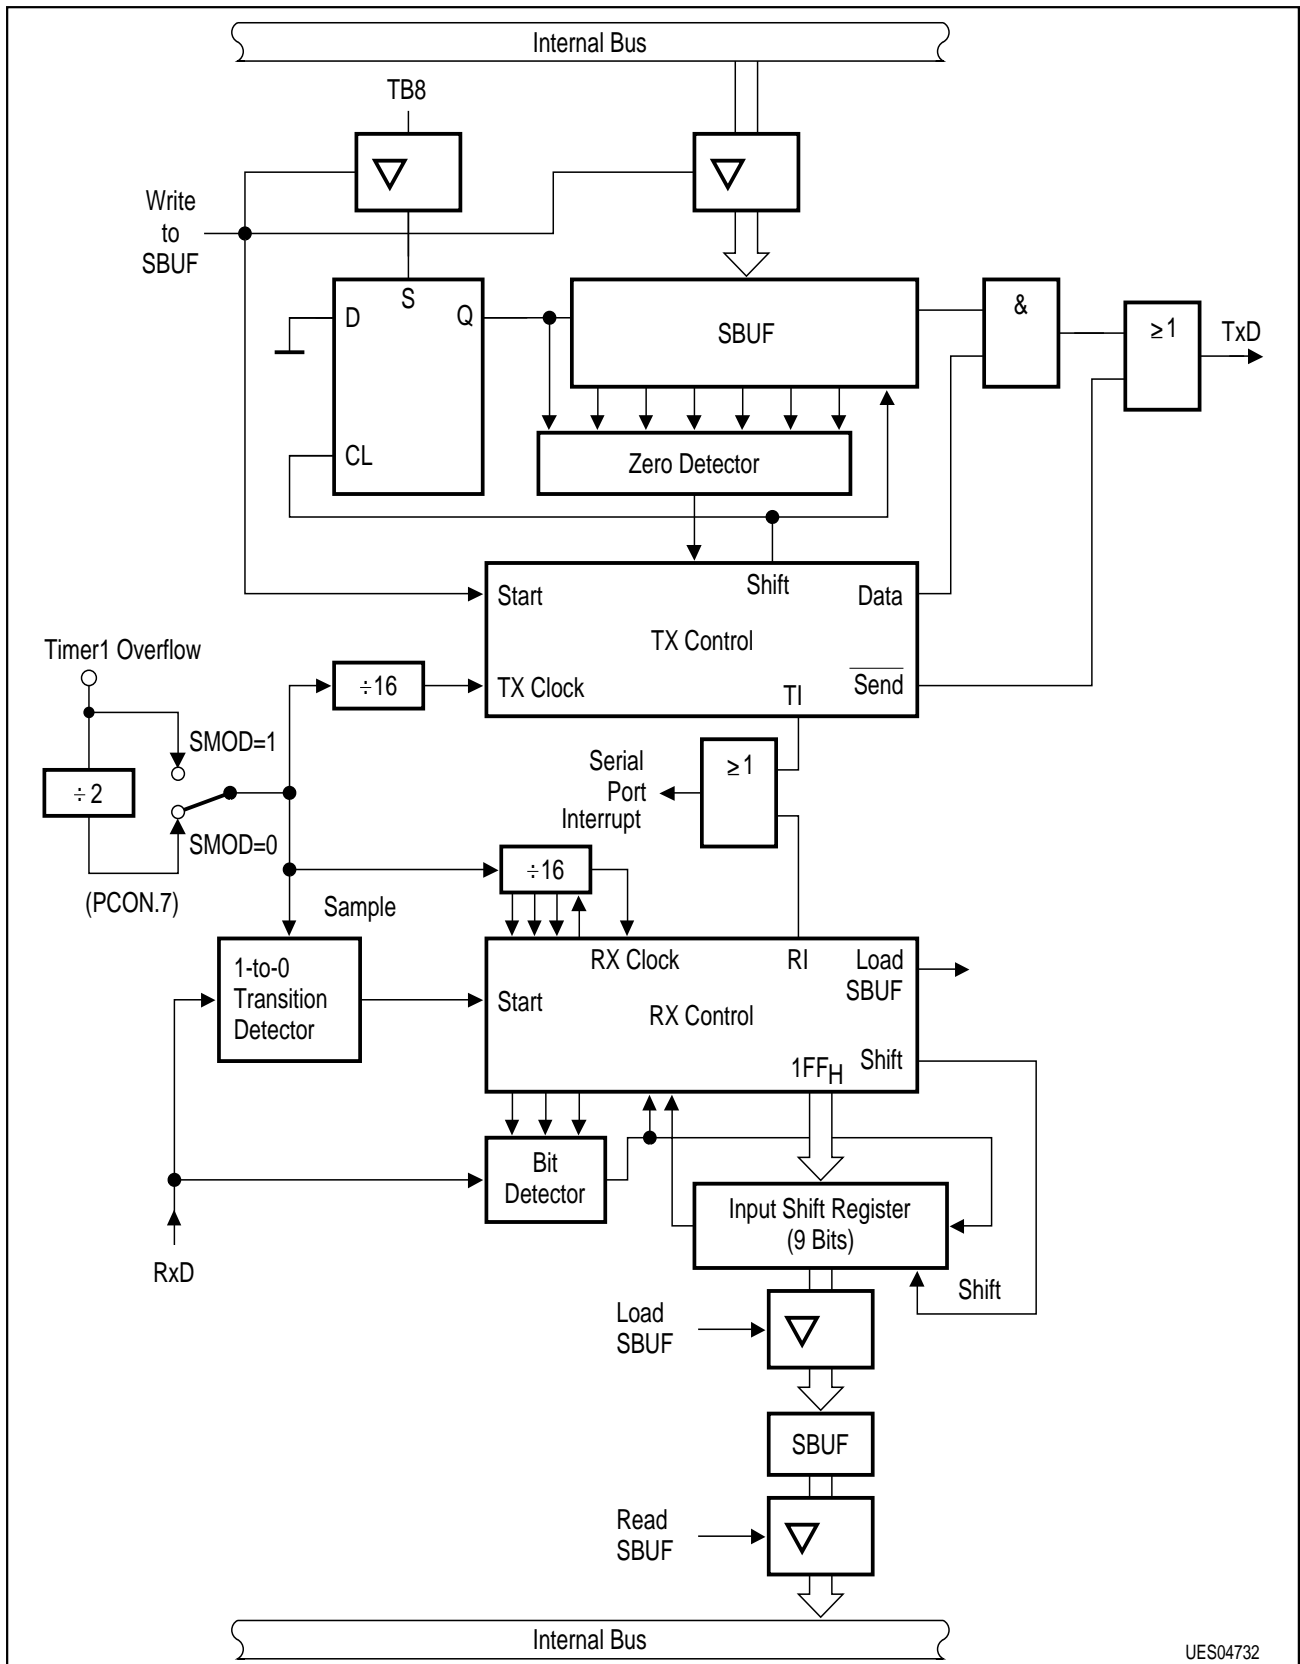 Internal Bus
TB8
Write
to
SBUF
D
S
Q
CL
SBUF
&
≥1
TxD
Zero Detector
Start
Shift
Data
TX Control
TX Clock
TI
Send
Timer1 Overflow
÷16
SMOD=1
÷2
SMOD=0
(PCON.7)
≥1
Serial
Port
Interrupt
÷16
Sample
1-to-0
Transition
Detector
RX Clock
RI
Load
SBUF
Start
RX Control
1FFH
Shift
Bit
Detector
Input Shift Register
(9 Bits)
RxD
Shift
Load
SBUF
SBUF
Read
SBUF
Internal Bus
UES04732